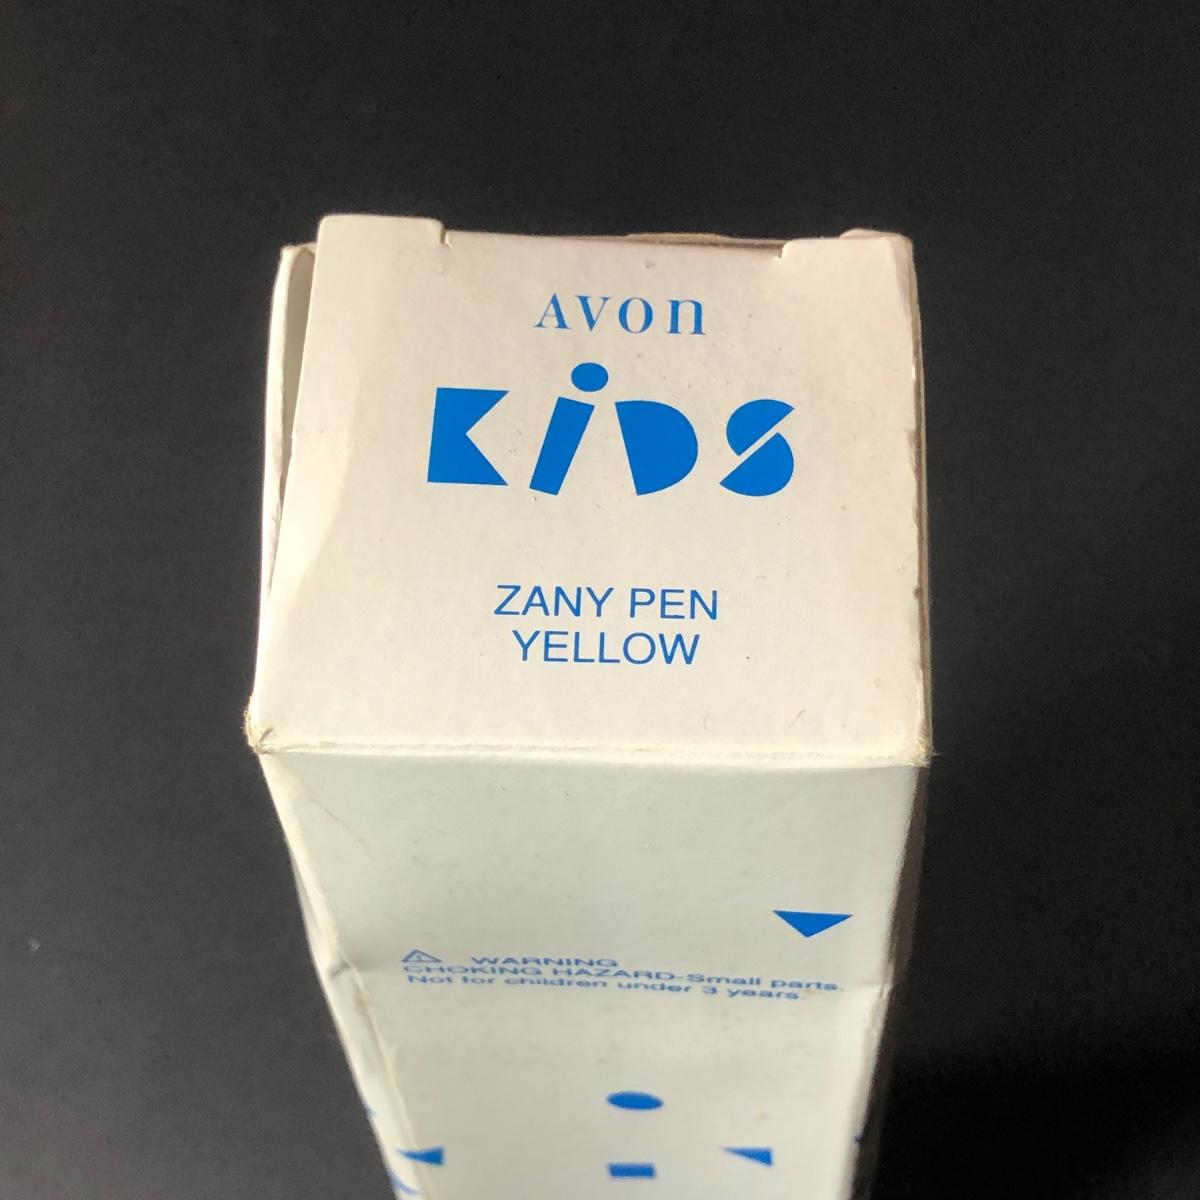 AVON
KiDS
ZANY PEN
YELLOW
WARNING
CHOKING HAZARD-Small parts.
Not for children under 3 years.